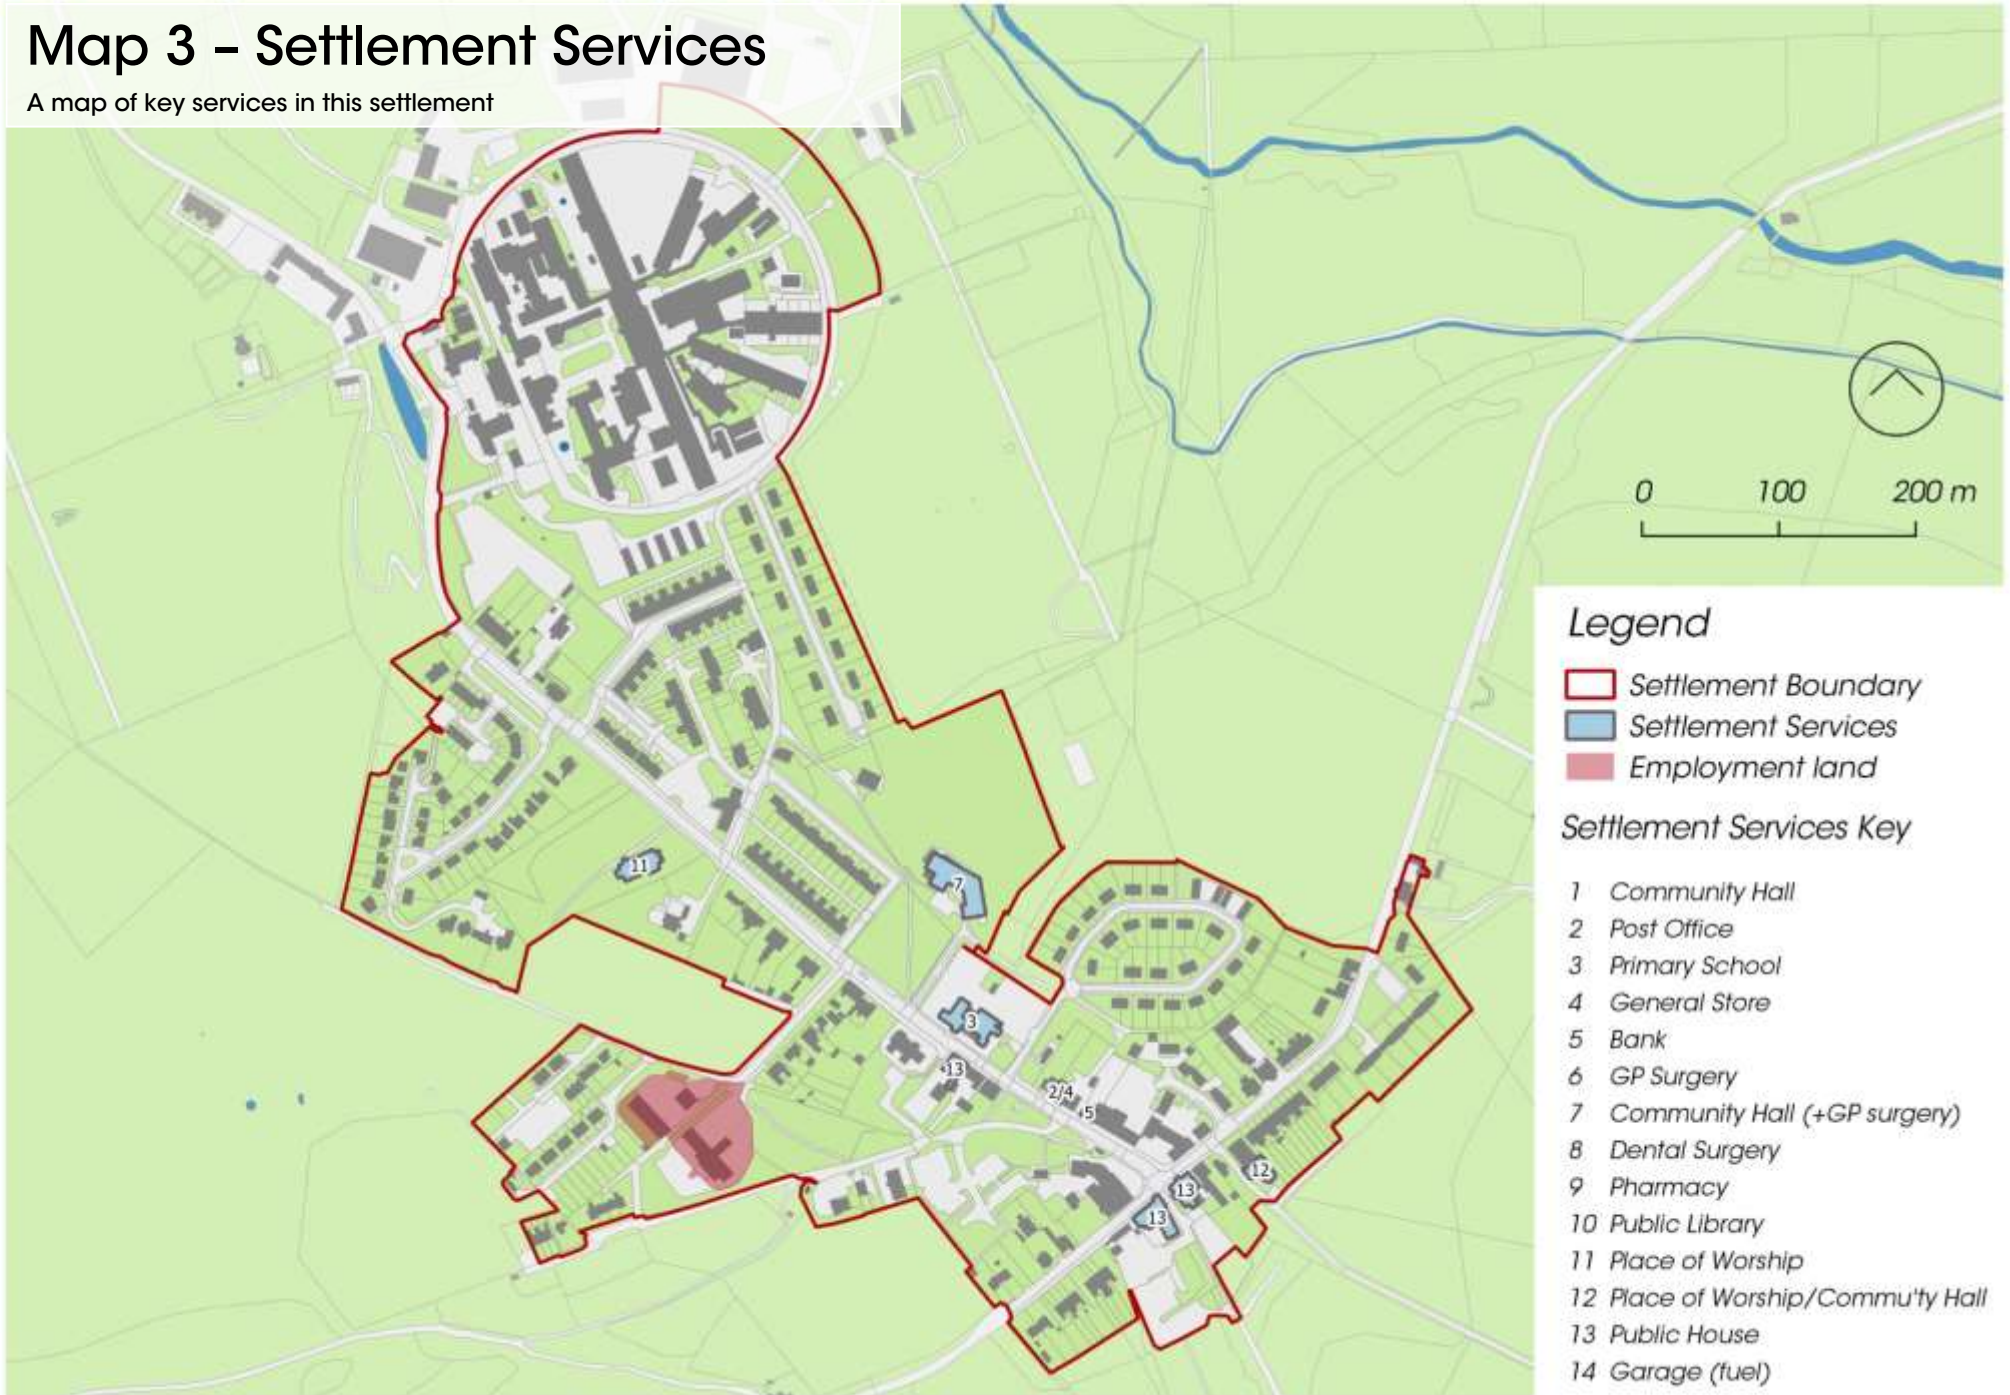 Map 3 – Settlement Services
A map of key services in this settlement
0 100 200 m
Legend
Settlement Boundary
Settlement Services
Employment land
Settlement Services Key
1 Community Hall
2 Post Office
3 Primary School
4 General Store
5 Bank
6 GP Surgery
7 Community Hall (+GP surgery)
8 Dental Surgery
9 Pharmacy
10 Public Library
11 Place of Worship
12 Place of Worship/Commu'ty Hall
13 Public House
14 Garage (fuel)
11
7
3
13
2/4
5
12
13
13